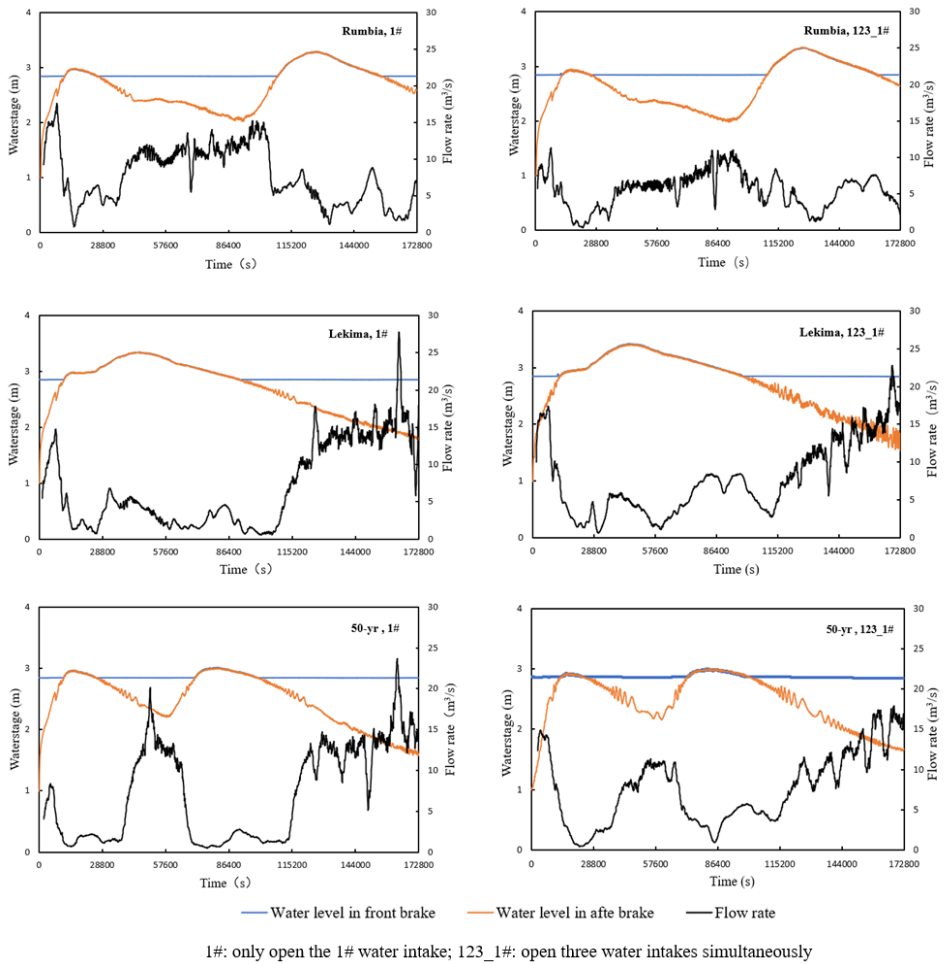 Rumbia, 1#
Waterstage (m)
Flow rate (m³/s)
4
3
2
1
0
30
25
20
15
10
5
0
0 28800 57600 86400 115200 144000 172800
Time（s）
Rumbia, 123_1#
Waterstage (m)
Flow rate (m³/s)
4
3
2
1
0
30
25
20
15
10
5
0
0 28800 57600 86400 115200 144000 172800
Time（s）
Lekima, 1#
Waterstage (m)
Flow rate (m³/s)
4
3
2
1
0
30
25
20
15
10
5
0
0 28800 57600 86400 115200 144000 172800
Time（s）
Lekima, 123_1#
Waterstage (m)
Flow rate (m³/s)
4
3
2
1
0
30
25
20
15
10
5
0
0 28800 57600 86400 115200 144000 172800
Time (s)
50-yr , 1#
Waterstage (m)
Flow rate (m³/s)
4
3
2
1
0
30
25
20
15
10
5
0
0 28800 57600 86400 115200 144000 172800
Time（s）
50-yr , 123_1#
Waterstage (m)
Flow rate (m³/s)
4
3
2
1
0
30
25
20
15
10
5
0
0 28800 57600 86400 115200 144000 172800
Time (s)
Water level in front brake Water level in afte brake Flow rate
1#: only open the 1# water intake; 123_1#: open three water intakes simultaneously